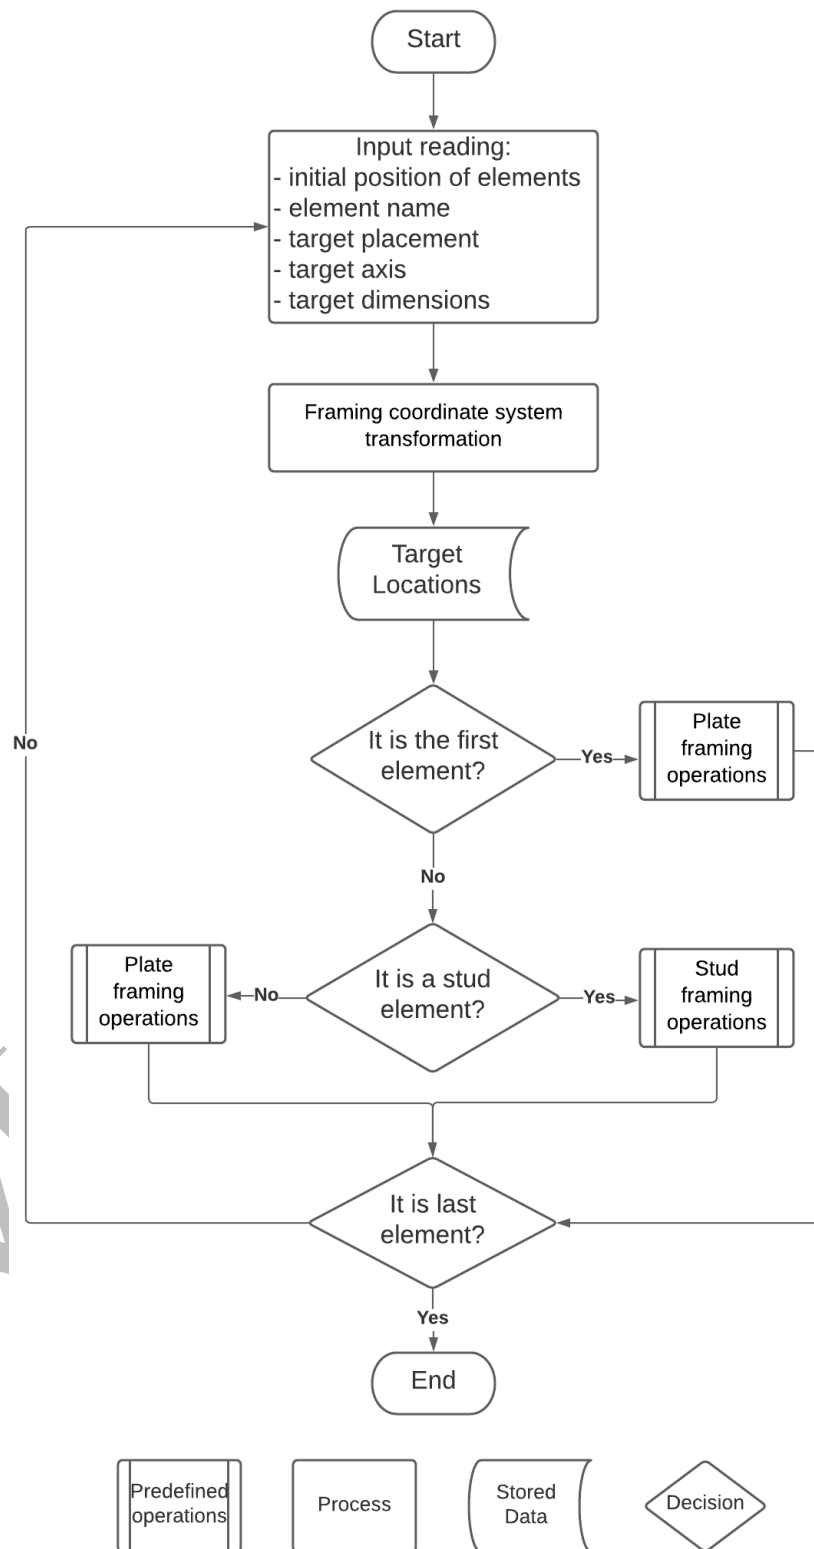 Start
Input reading:
- initial position of elements
- element name
- target placement
- target axis
- target dimensions
Framing coordinate system
transformation
Target
Locations
It is the first
element?
Yes
Plate
framing
operations
No
No
It is a stud
element?
No
Plate
framing
operations
Yes
Stud
framing
operations
It is last
element?
Yes
End
Predefined
operations
Process
Stored
Data
Decision